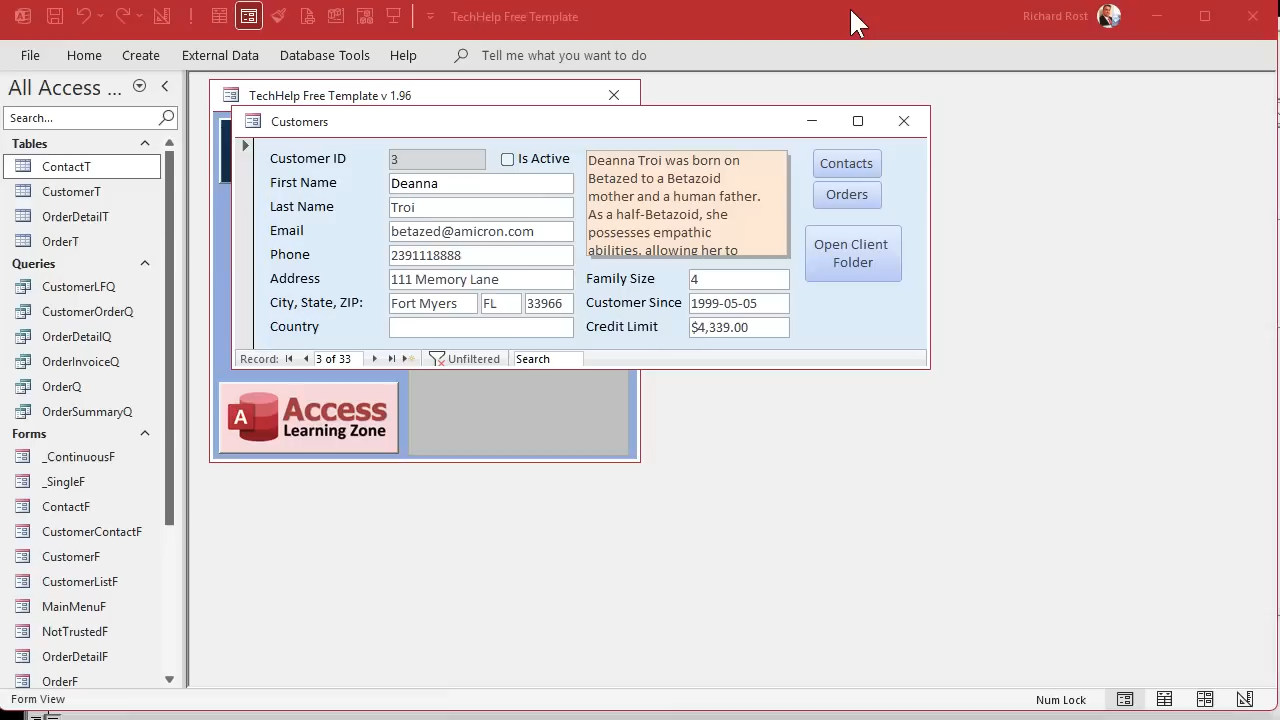 TechHelp Free Template
Richard Rost
File Home Create External Data Database Tools Help Tell me what you want to do
All Access ...
Search...
Tables
ContactT
CustomerT
OrderDetailT
OrderT
Queries
CustomerLFQ
CustomerOrderQ
OrderDetailQ
OrderInvoiceQ
OrderQ
OrderSummaryQ
Forms
_ContinuousF
_SingleF
ContactF
CustomerContactF
CustomerF
CustomerListF
MainMenuF
NotTrustedF
OrderDetailF
OrderF
TechHelp Free Template v 1.96
Customers
Customer ID 3 Is Active
First Name Deanna
Last Name Troi
Email betazed@amicron.com
Phone 2391118888
Address 111 Memory Lane
City, State, ZIP: Fort Myers FL 33966
Country
Deanna Troi was born on
Betazed to a Betazoid
mother and a human father.
As a half-Betazoid, she
possesses empathic
abilities, allowing her to
Family Size 4
Customer Since 1999-05-05
Credit Limit $4,339.00
Contacts
Orders
Open Client
Folder
Record: 3 of 33 Unfiltered Search
A Access
Learning Zone
Form View Num Lock